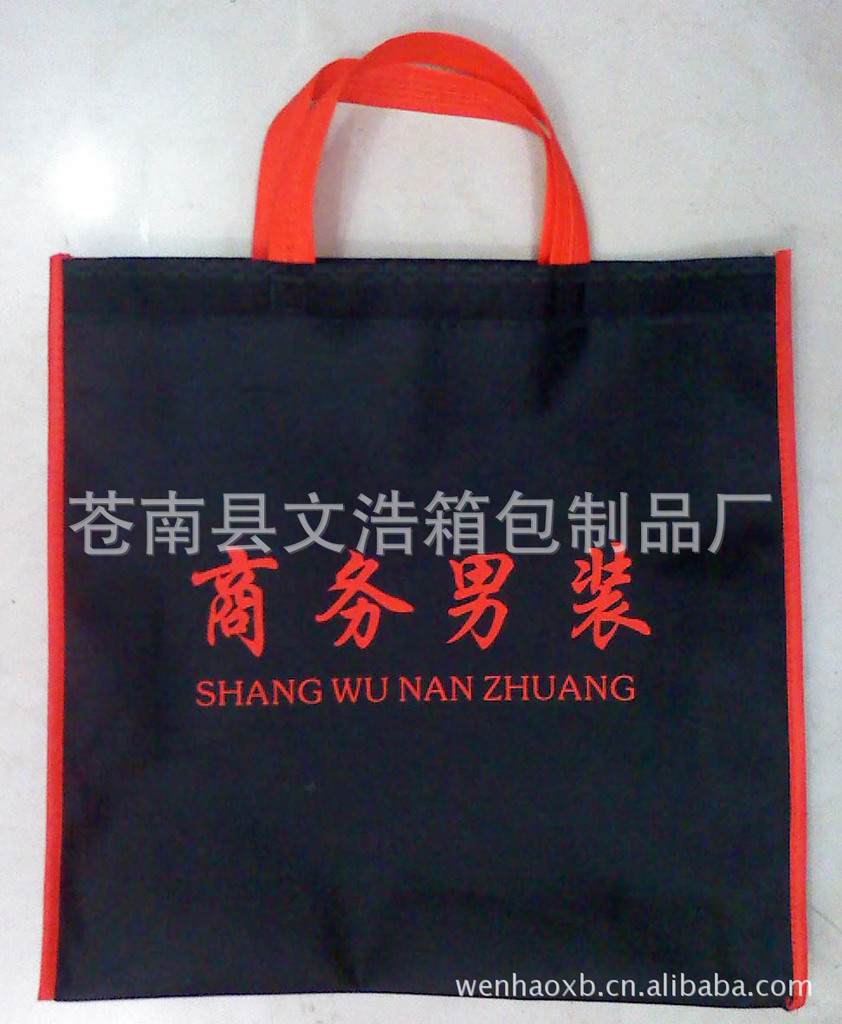 苍南县文浩箱包制品厂
商务男装
SHANG WU NAN ZHUANG
wenhaoxb.cn.alibaba.com